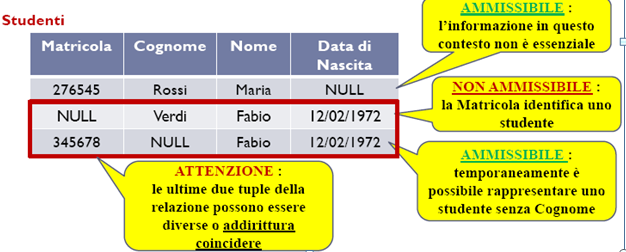 Studenti
Matricola Cognome Nome Data di
Nascita
276545 Rossi Maria NULL
NULL Verdi Fabio 12/02/1972
345678 NULL Fabio 12/02/1972
AMMISSIBILE :
l'informazione in questo
contesto non è essenziale
NON AMMISSIBILE :
la Matricola identifica uno
studente
AMMISSIBILE :
temporaneamente è
possibile rappresentare uno
studente senza Cognome
ATTENZIONE :
le ultime due tuple della
relazione possono essere
diverse o addirittura
coincidere